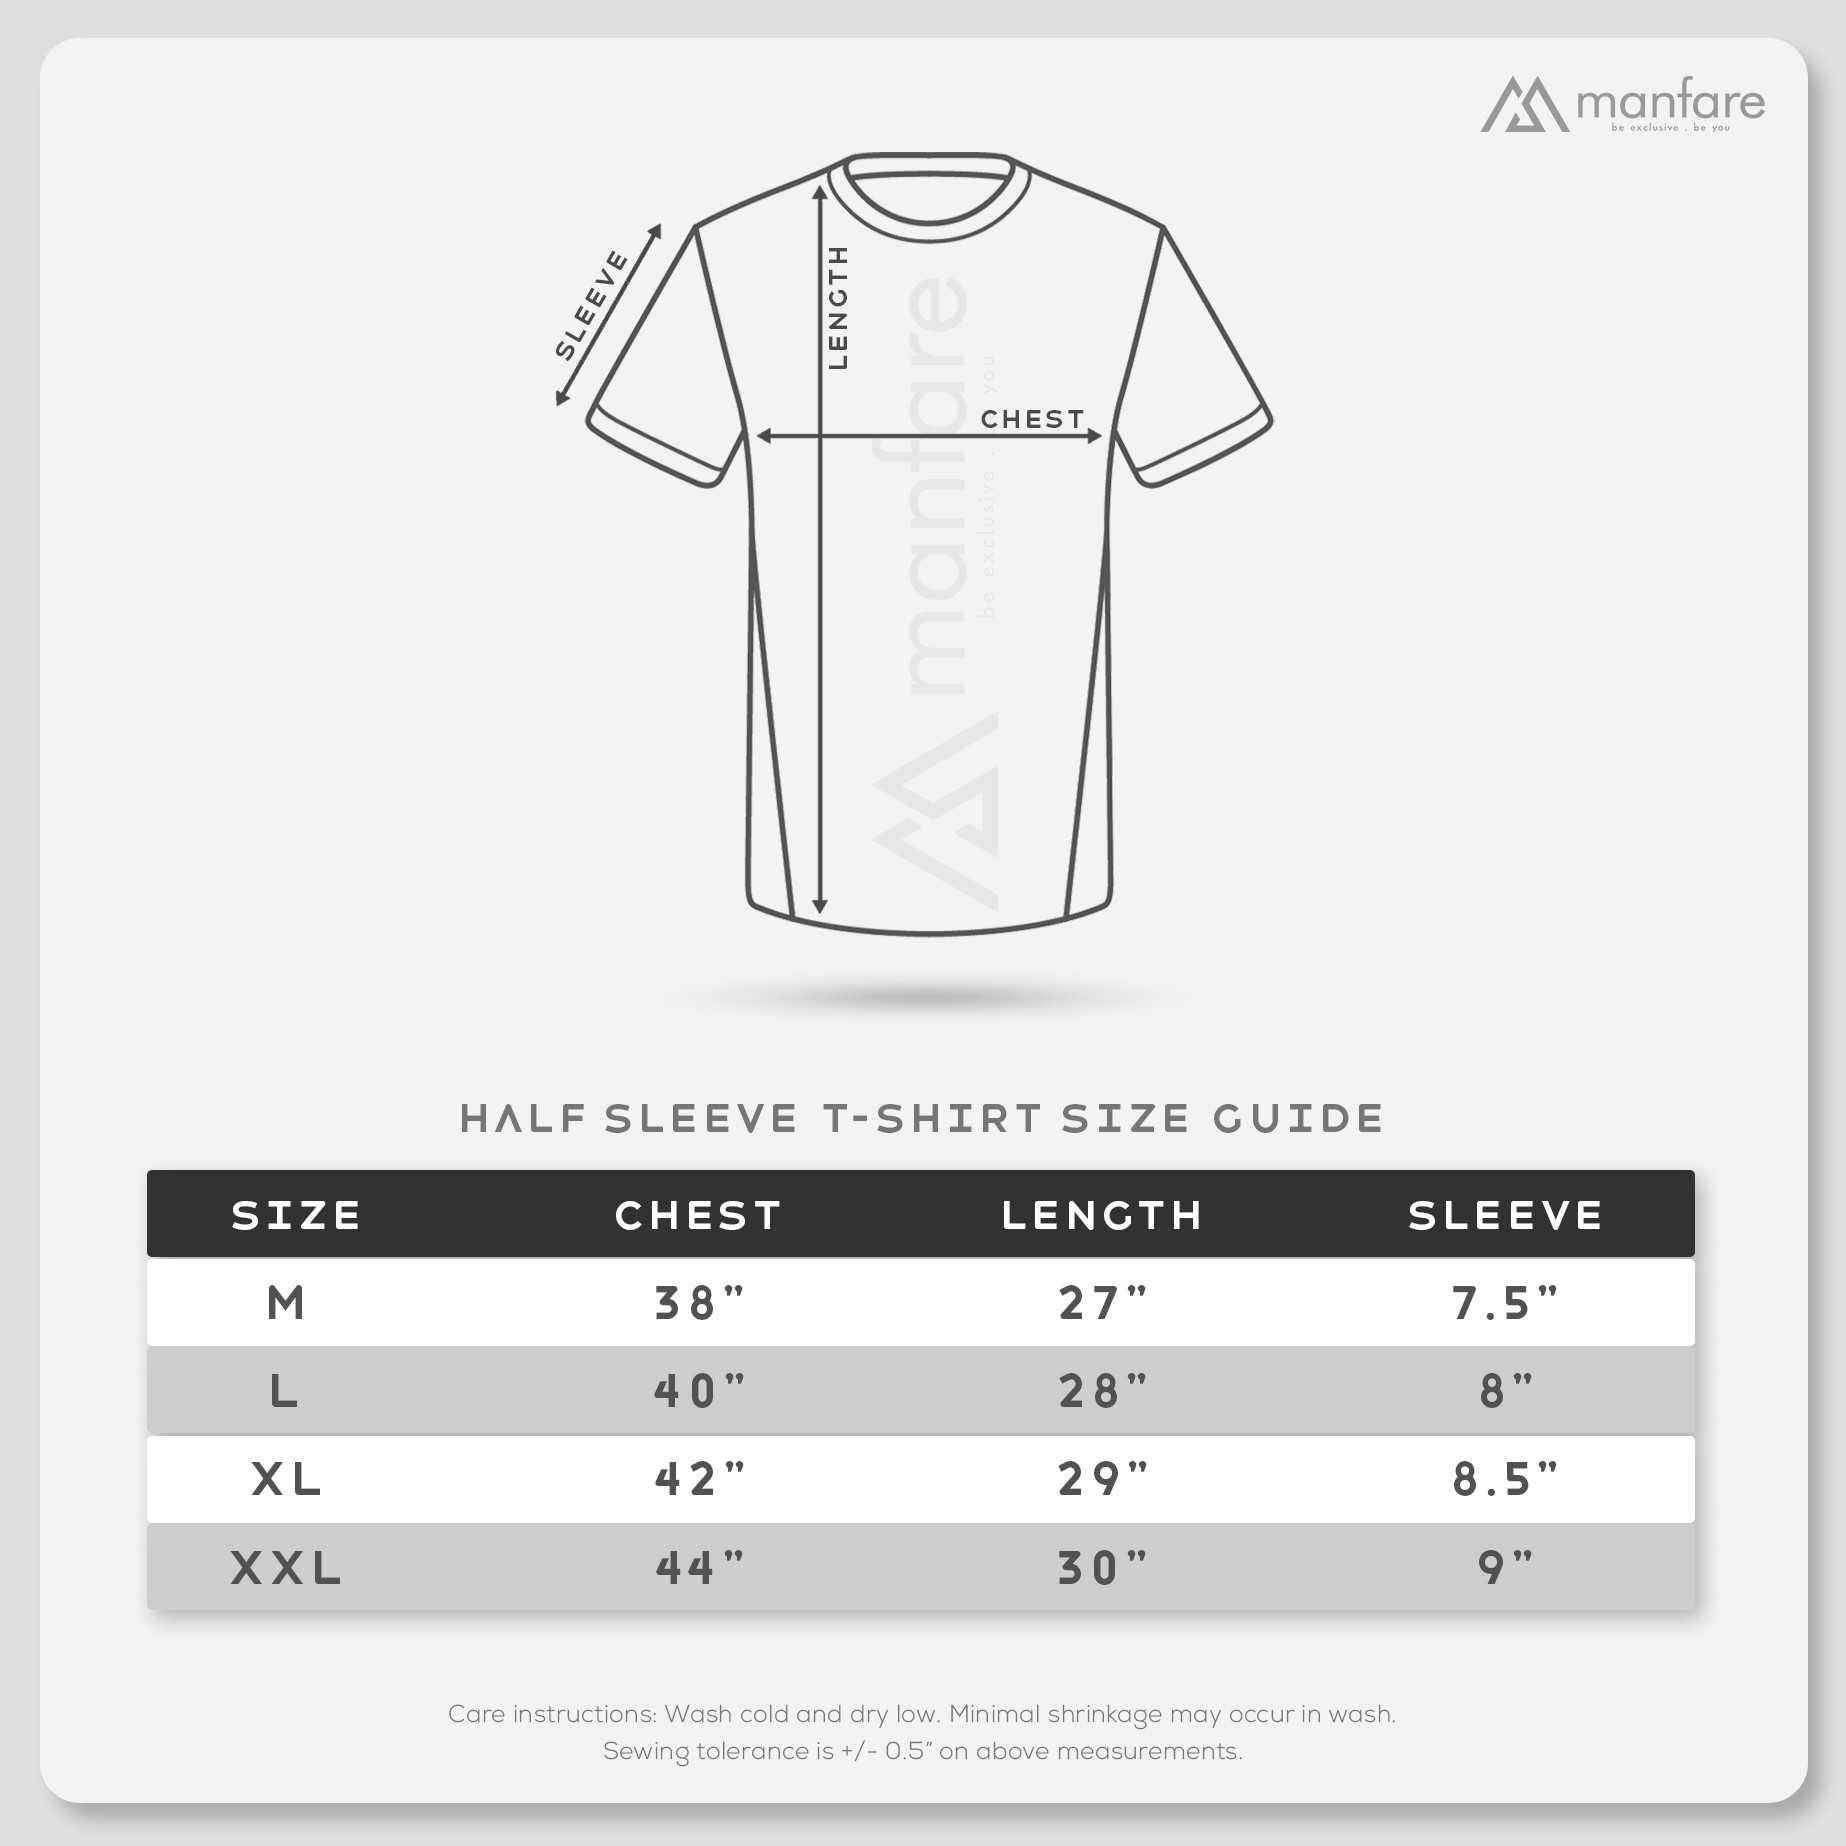 manfare
be exclusive . be you
SLEEVE
LENGTH
CHEST
manfare
be exclusive . you
HALF SLEEVE T-SHIRT SIZE GUIDE
SIZE CHEST LENGTH SLEEVE
M 38” 27” 7.5”
L 40” 28” 8”
XL 42” 29” 8.5”
XXL 44” 30” 9”
Care instructions: Wash cold and dry low. Minimal shrinkage may occur in wash.
Sewing tolerance is +/- 0.5” on above measurements.